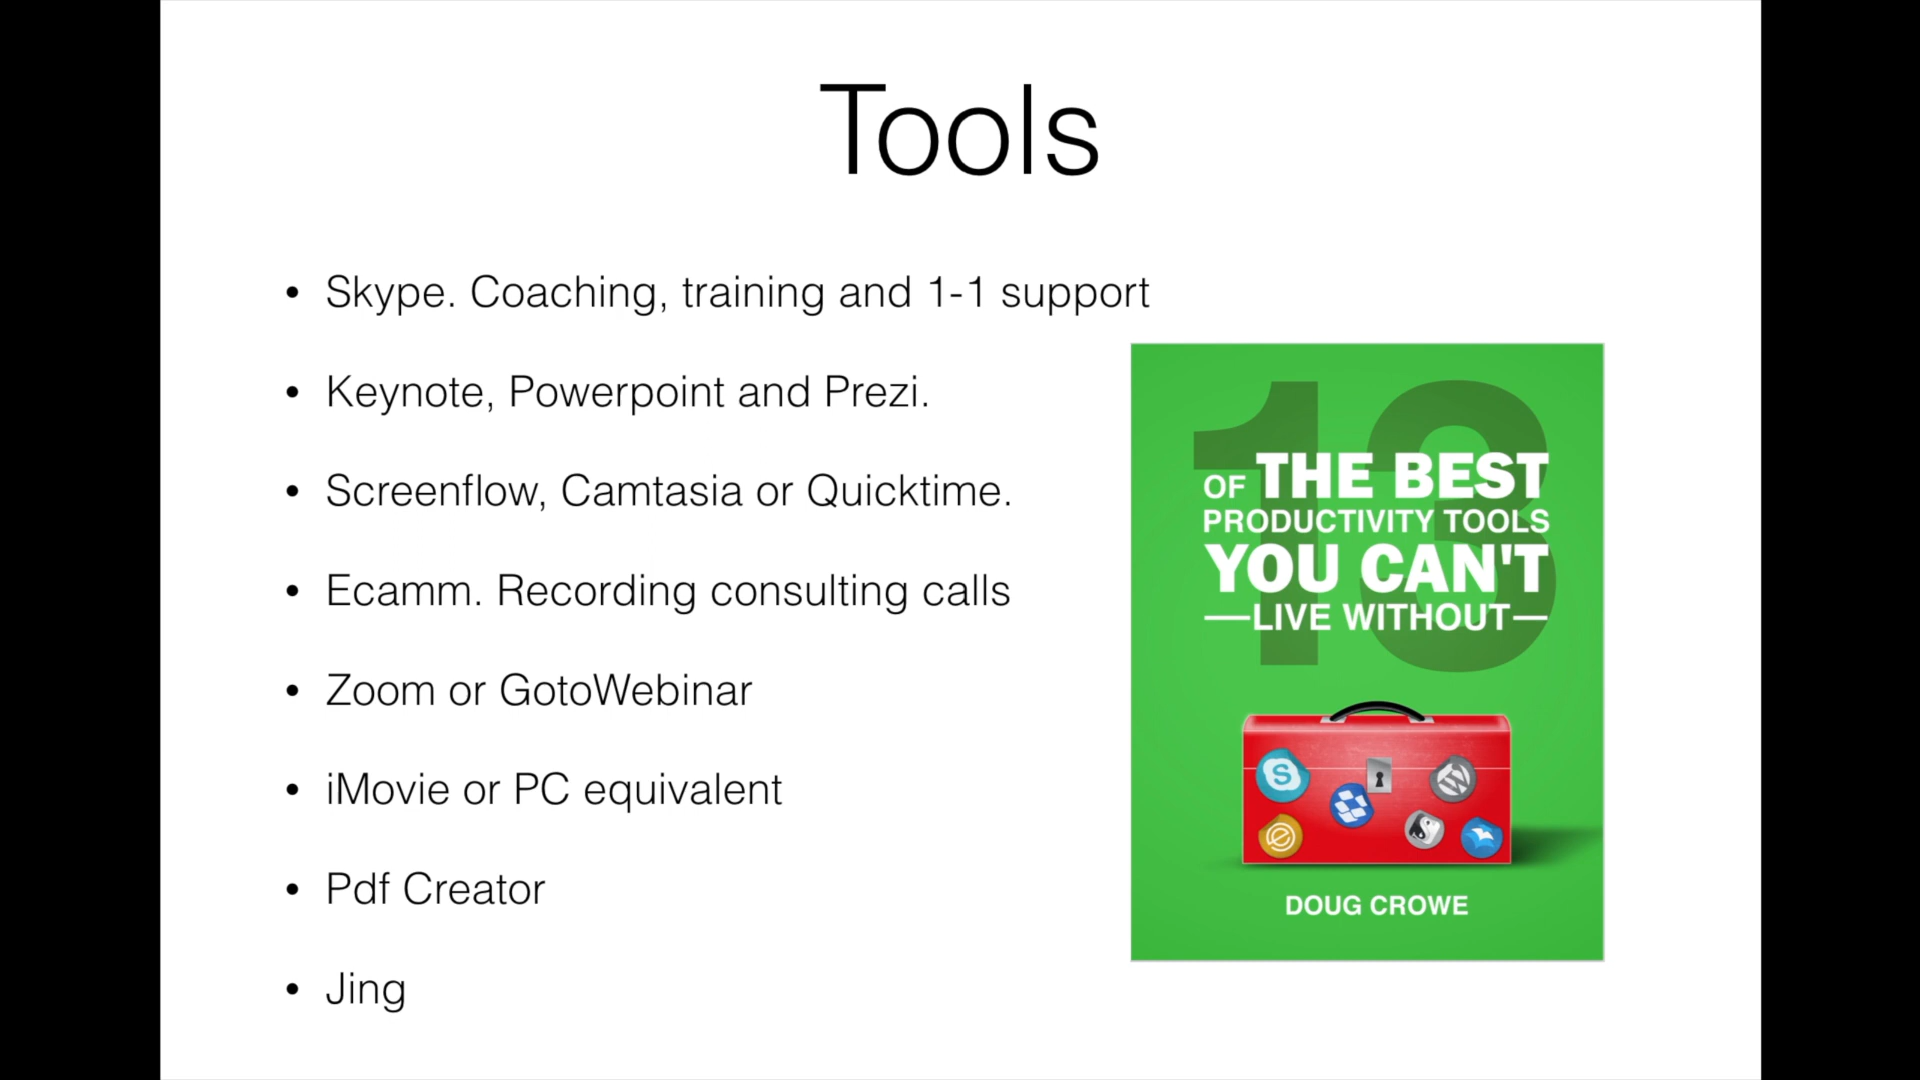 Tools
• Skype. Coaching, training and 1-1 support
• Keynote, Powerpoint and Prezi.
• Screenflow, Camtasia or Quicktime.
• Ecamm. Recording consulting calls
• Zoom or GotoWebinar
• iMovie or PC equivalent
• Pdf Creator
• Jing
13
OF THE BEST
PRODUCTIVITY TOOLS
YOU CAN'T
—LIVE WITHOUT—
DOUG CROWE